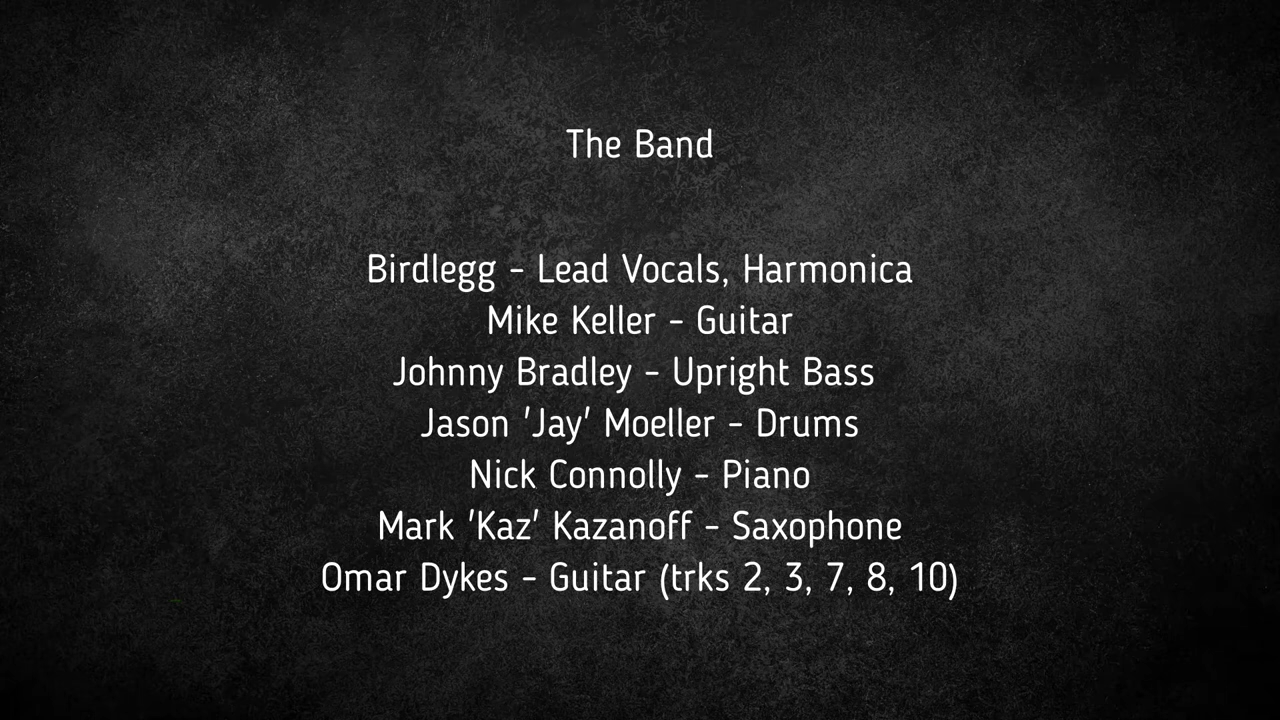 The Band
Birdlegg - Lead Vocals, Harmonica
Mike Keller - Guitar
Johnny Bradley - Upright Bass
Jason 'Jay' Moeller - Drums
Nick Connolly - Piano
Mark 'Kaz' Kazanoff - Saxophone
Omar Dykes - Guitar (trks 2, 3, 7, 8, 10)